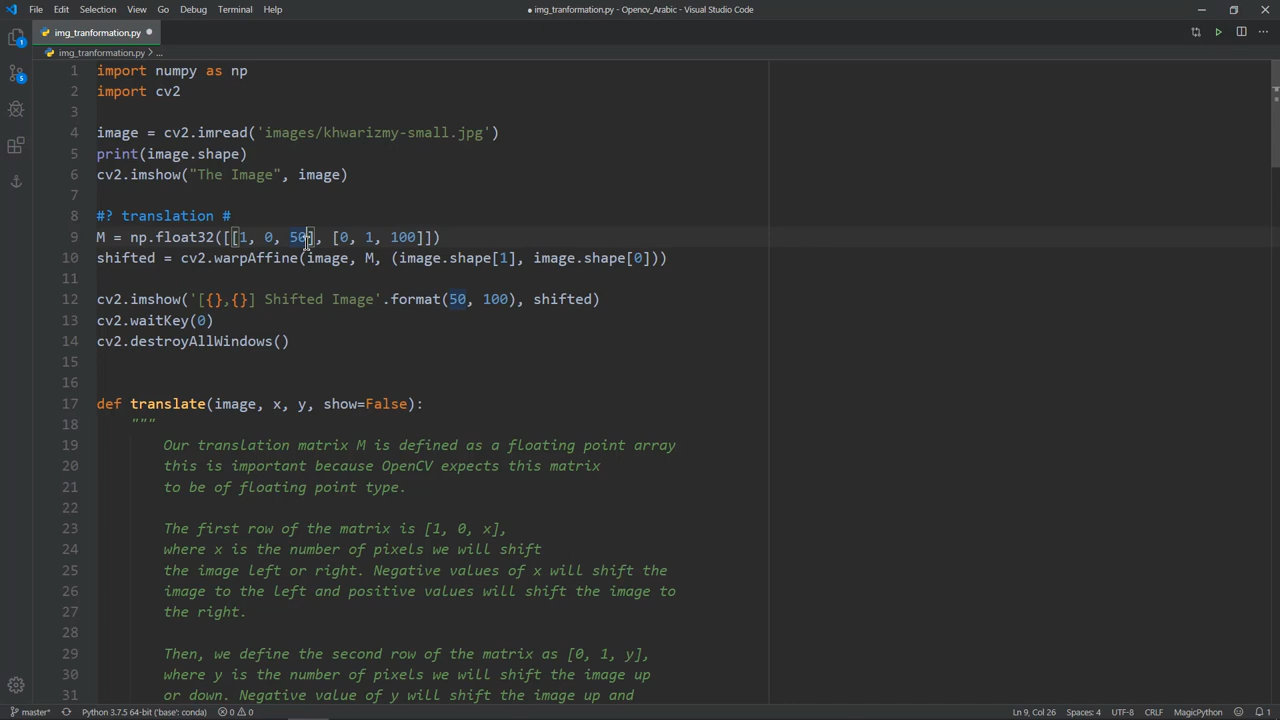 File Edit Selection View Go Debug Terminal Help
● img_tranformation.py - Opencv_Arabic - Visual Studio Code
img_tranformation.py ●
img_tranformation.py > ...
1 import numpy as np
2 import cv2
3
4 image = cv2.imread('images/khwarizmy-small.jpg')
5 print(image.shape)
6 cv2.imshow("The Image", image)
7
8 #? translation #
9 M = np.float32([[1, 0, 50], [0, 1, 100]])
10 shifted = cv2.warpAffine(image, M, (image.shape[1], image.shape[0]))
11
12 cv2.imshow('[{},{}] Shifted Image'.format(50, 100), shifted)
13 cv2.waitKey(0)
14 cv2.destroyAllWindows()
15
16
17 def translate(image, x, y, show=False):
18 """
19 Our translation matrix M is defined as a floating point array
20 this is important because OpenCV expects this matrix
21 to be of floating point type.
22
23 The first row of the matrix is [1, 0, x],
24 where x is the number of pixels we will shift
25 the image left or right. Negative values of x will shift the
26 image to the left and positive values will shift the image to
27 the right.
28
29 Then, we define the second row of the matrix as [0, 1, y],
30 where y is the number of pixels we will shift the image up
31 or down. Negative value of y will shift the image up and
1
5
master* Python 3.7.5 64-bit ('base': conda) 0 0 Ln 9, Col 26 Spaces: 4 UTF-8 CRLF MagicPython 1